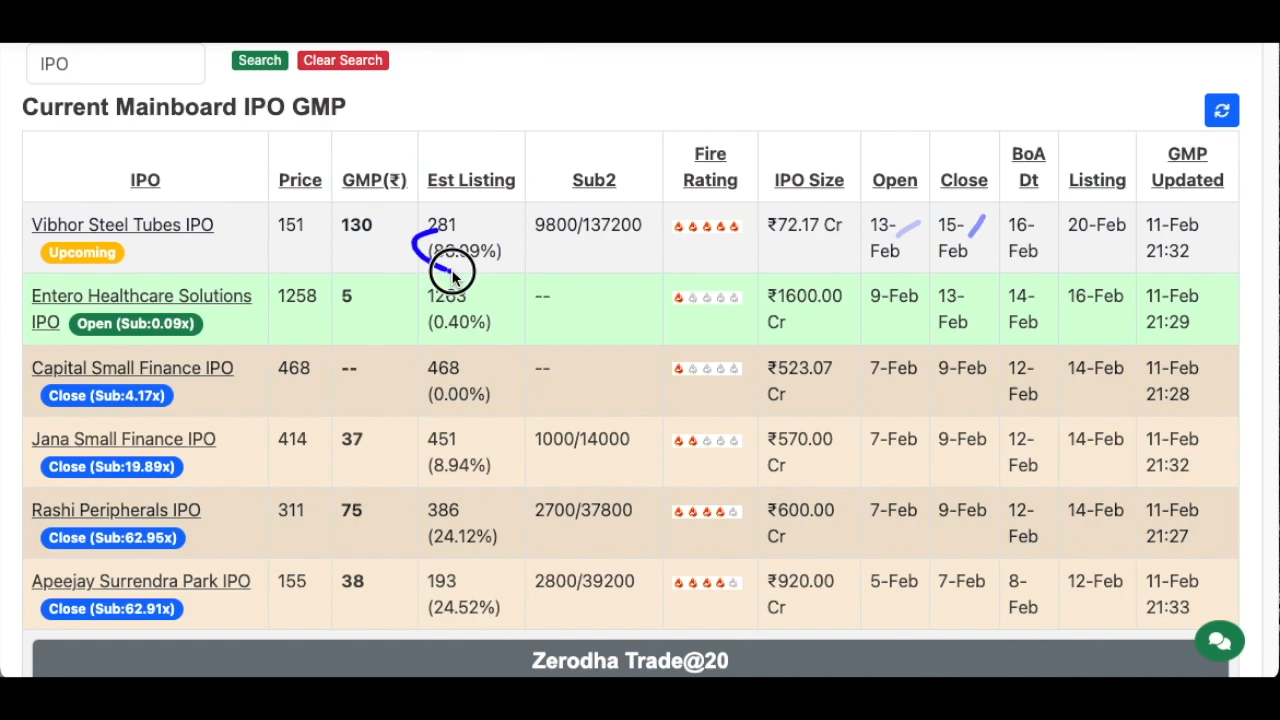 IPO Search Clear Search
Current Mainboard IPO GMP
IPO Price GMP(₹) Est Listing Sub2 Fire Rating IPO Size Open Close BoA Dt Listing GMP Updated
Vibhor Steel Tubes IPO Upcoming 151 130 281 9800/137200 ₹72.17 Cr 13-Feb 15-Feb 16-Feb 20-Feb 11-Feb 21:32
Entero Healthcare Solutions IPO Open (Sub:0.09x) 1258 5 (0.40%) -- ₹1600.00 Cr 9-Feb 13-Feb 14-Feb 16-Feb 11-Feb 21:29
Capital Small Finance IPO Close (Sub:4.17x) 468 -- 468 (0.00%) -- ₹523.07 Cr 7-Feb 9-Feb 12-Feb 14-Feb 11-Feb 21:28
Jana Small Finance IPO Close (Sub:19.89x) 414 37 451 (8.94%) 1000/14000 ₹570.00 Cr 7-Feb 9-Feb 12-Feb 14-Feb 11-Feb 21:32
Rashi Peripherals IPO Close (Sub:62.95x) 311 75 386 (24.12%) 2700/37800 ₹600.00 Cr 7-Feb 9-Feb 12-Feb 14-Feb 11-Feb 21:27
Apeejay Surrendra Park IPO Close (Sub:62.91x) 155 38 193 (24.52%) 2800/39200 ₹920.00 Cr 5-Feb 7-Feb 8-Feb 12-Feb 11-Feb 21:33
Zerodha Trade@20